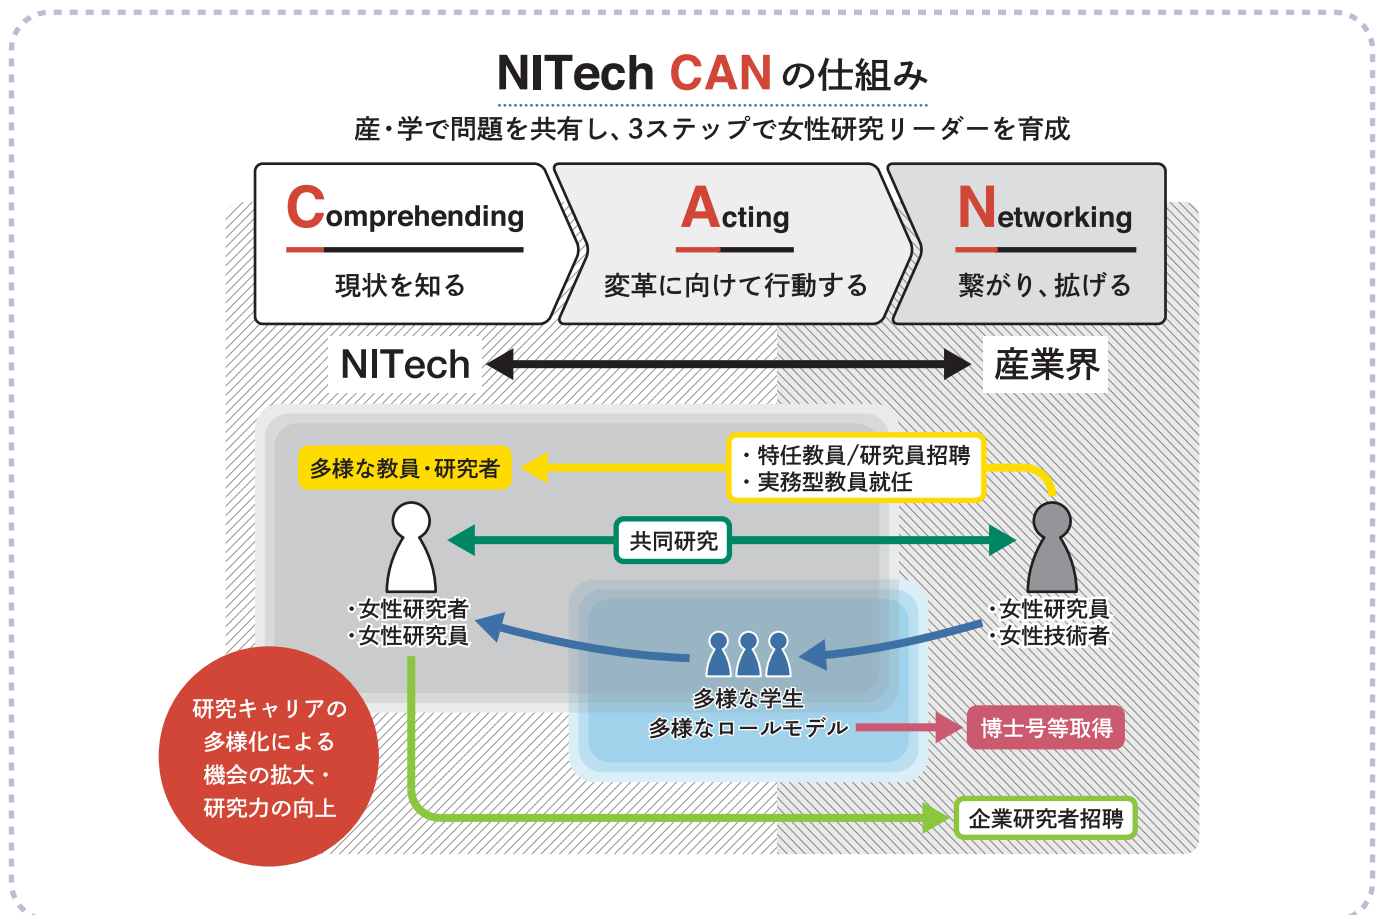 NITech CAN の仕組み
産・学で問題を共有し、3ステップで女性研究リーダーを育成
Comprehending
現状を知る
Acting
変革に向けて行動する
Networking
繋がり、拡げる
NITech
産業界
多様な教員・研究者
・特任教員/研究員招聘
・実務型教員就任
共同研究
・女性研究者
・女性研究員
・女性研究員
・女性技術者
多様な学生
多様なロールモデル
博士号等取得
研究キャリアの
多様化による
機会の拡大・
研究力の向上
企業研究者招聘